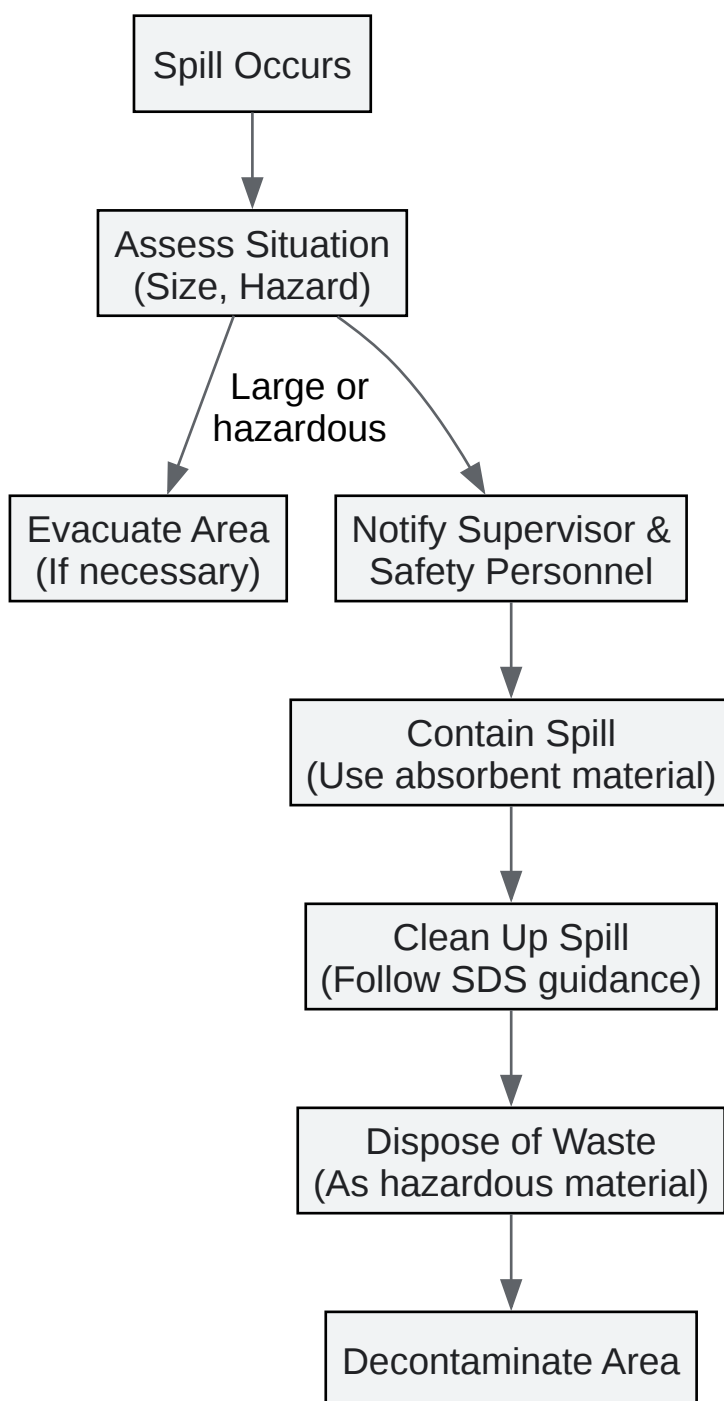 Spill Occurs
Assess Situation
(Size, Hazard)
Large or
hazardous
Evacuate Area
(If necessary)
Notify Supervisor &
Safety Personnel
Contain Spill
(Use absorbent material)
Clean Up Spill
(Follow SDS guidance)
Dispose of Waste
(As hazardous material)
Decontaminate Area